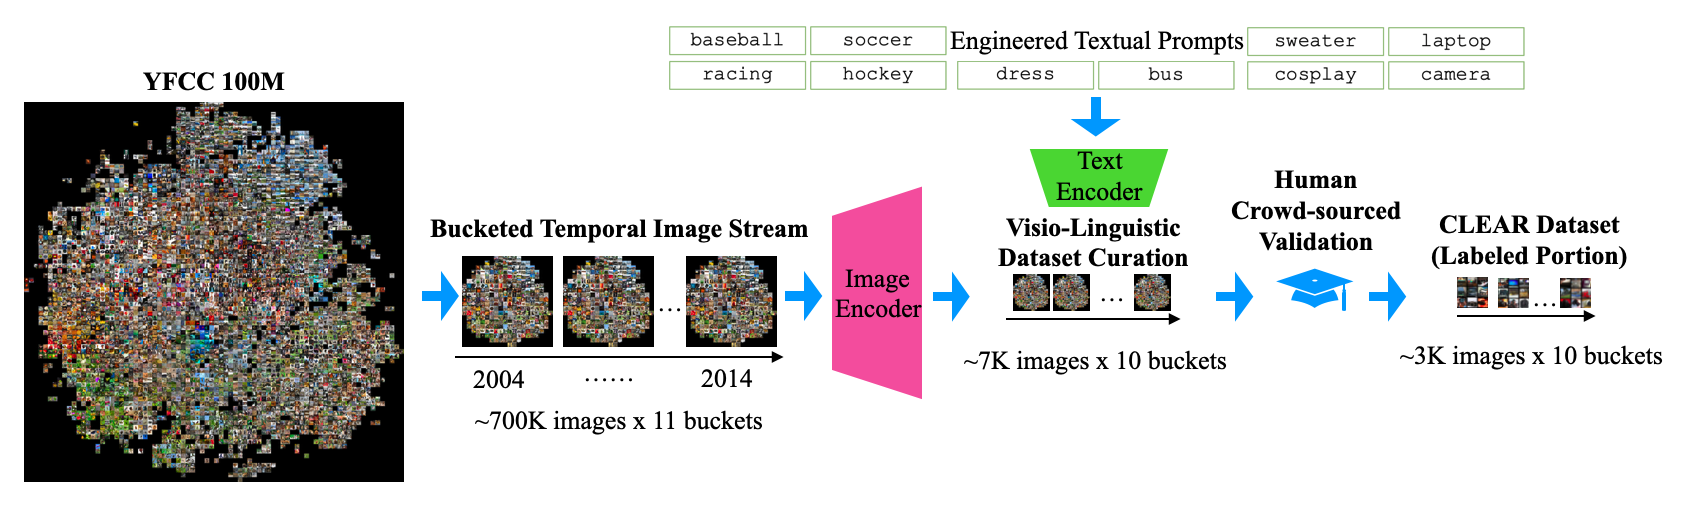 YFCC 100M
Bucketed Temporal Image Stream
2004 ...... 2014
~700K images x 11 buckets
Image
Encoder
baseball soccer Engineered Textual Prompts sweater laptop
racing hockey dress bus cosplay camera
Text
Encoder
Visio-Linguistic
Dataset Curation
...
~7K images x 10 buckets
Human
Crowd-sourced
Validation
CLEAR Dataset
(Labeled Portion)
...
~3K images x 10 buckets